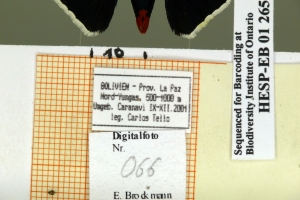 10
BOLIVIEN - Prov. La Paz
Nord-Yungas, 500-1000 m
Umgeb. Caranavi IX-XII.2001
leg. Carlos Tello
Digitalfoto
Nr.
066
E. Brockmann
Sequenced for Barcoding at
Biodiversity Institute of Ontario
HESP-EB 01 265